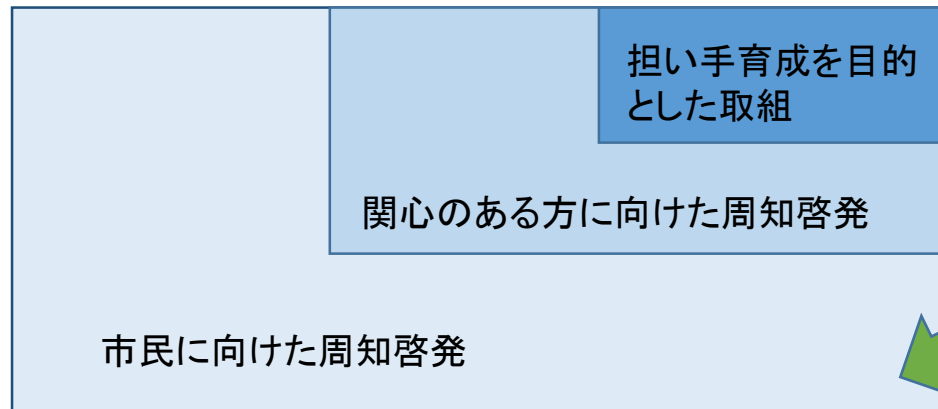 担い手育成を目的
とした取組
関心のある方に向けた周知啓発
市民に向けた周知啓発